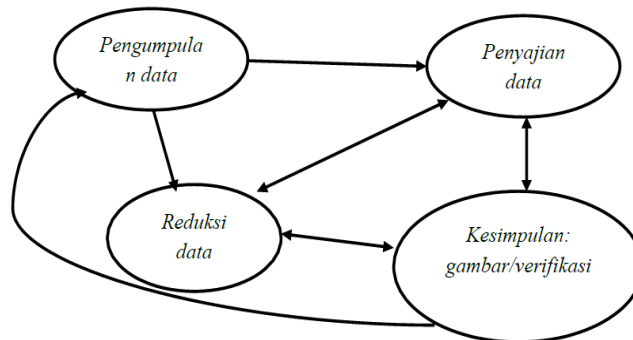 Pengumpula
n data
Penyajian
data
Reduksi
data
Kesimpulan:
gambar/verifikasi